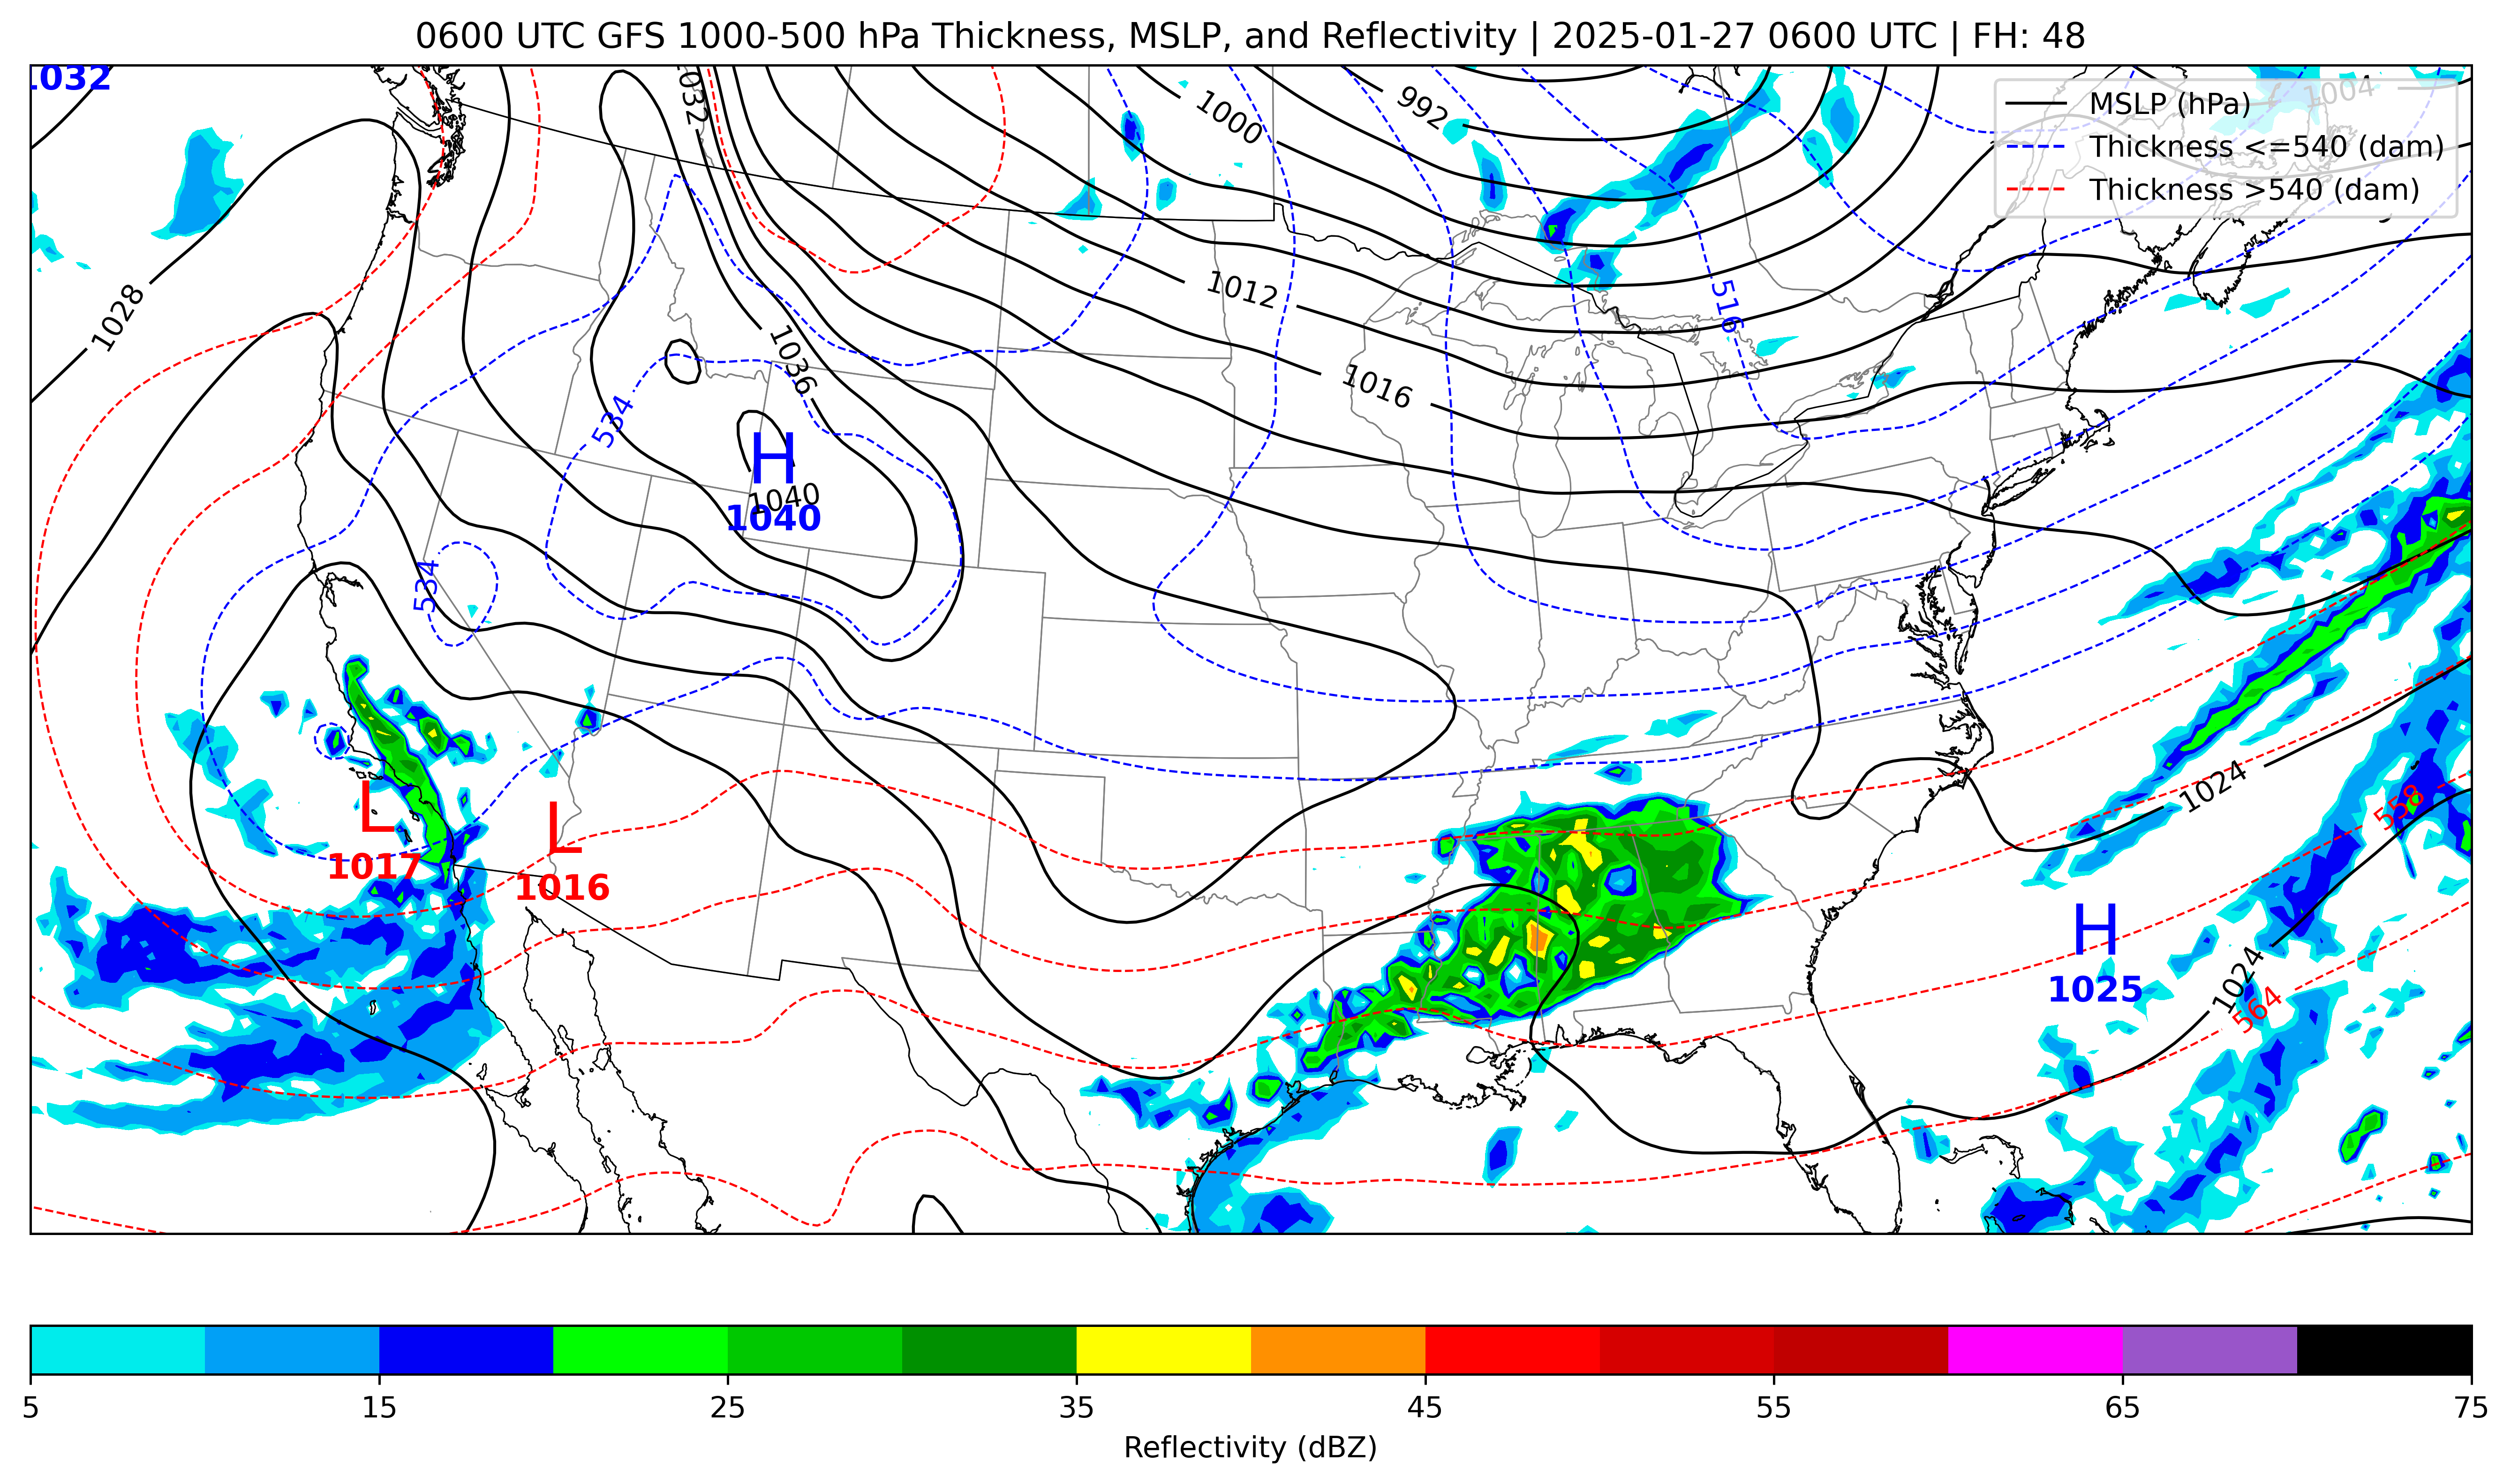 0600 UTC GFS 1000-500 hPa Thickness, MSLP, and Reflectivity | 2025-01-27 0600 UTC | FH: 48
1032
1032
1000
992
1004
MSLP (hPa)
Thickness <=540 (dam)
Thickness >540 (dam)
1028
1012
516
1036
1016
534
H
1040
1040
534
1024
558
L
1017
L
1016
H
1025
1024
564
5 15 25 35 45 55 65 75
Reflectivity (dBZ)